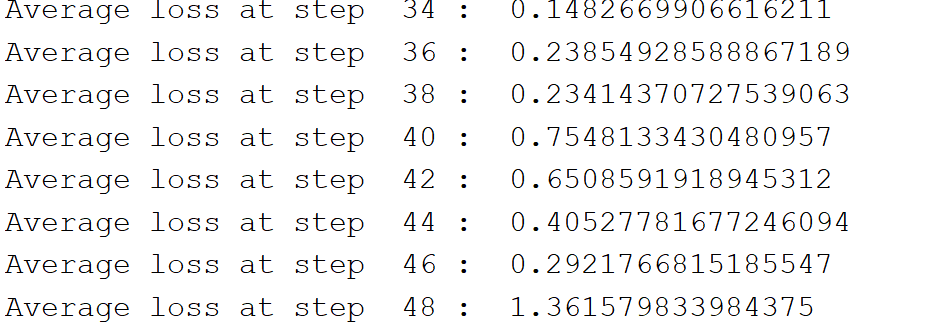 Average loss at step  34 :  0.1482669906616211
Average loss at step  36 :  0.23854928588867189
Average loss at step  38 :  0.23414370727539063
Average loss at step  40 :  0.7548133430480957
Average loss at step  42 :  0.6508591918945312
Average loss at step  44 :  0.40527781677246094
Average loss at step  46 :  0.2921766815185547
Average loss at step  48 :  1.361579833984375